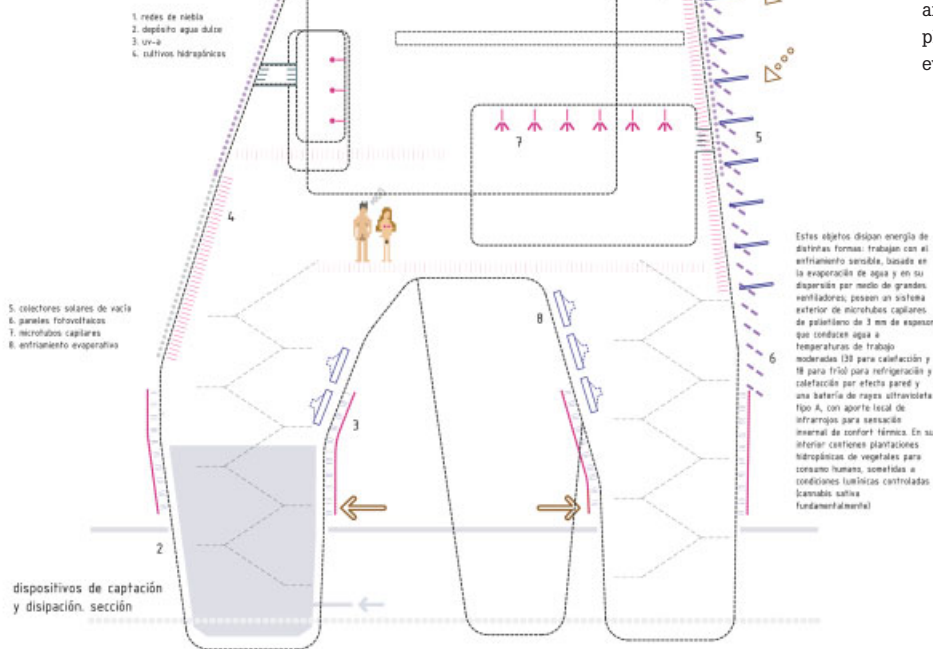 1. redes de niebla
2. depósito agua dulce
3. uv-a
4. cultivos hidropónicos
5
7
4
5. colectores solares de vacío
6. paneles fotovoltaicos
7. microtubos capilares
8. enfriamiento evaporativo
8
6
3
2
Estos objetos disipan energía de
distintas formas: trabajan con el
enfriamiento sensible, basado en
la evaporación de agua y en su
dispersión por medio de grandes
ventiladores; poseen un sistema
exterior de microtubos capilares
de polietileno de 3 mm de espesor
que conducen agua a
temperaturas de trabajo
moderadas (30 para calefacción y
18 para frío) para refrigeración y
calefacción por efecto pared y
una batería de rayos ultravioleta
tipo A, con aporte local de
infrarrojos para sensación
invernal de confort térmico. En su
interior contienen plantaciones
hidropónicas de vegetales para
consumo humano, sometidas a
condiciones lumínicas controladas
(cannabis sativa
fundamentalmente)
dispositivos de captación
y disipación. sección